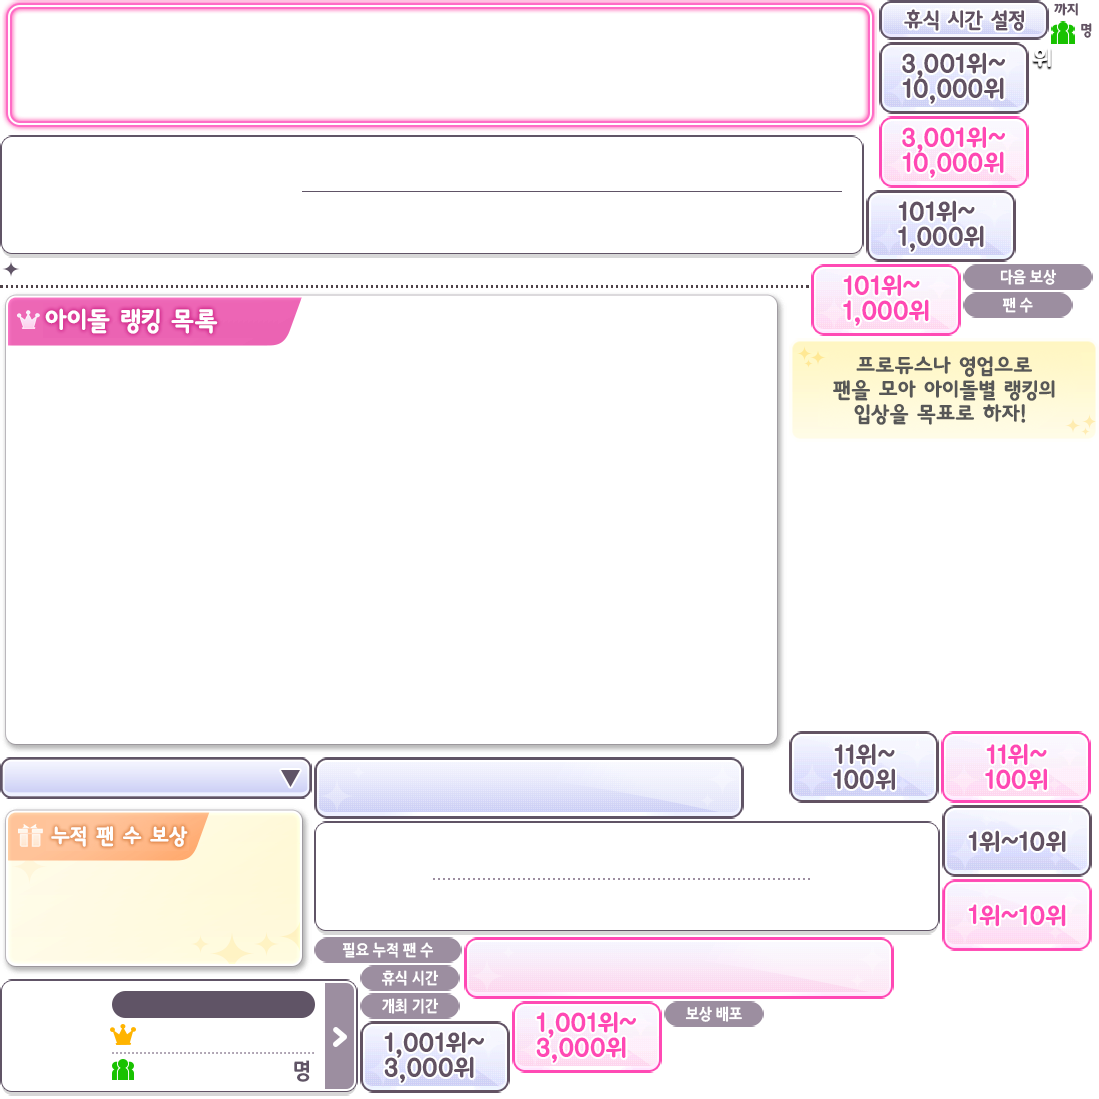 휴식 시간 설정
까지
명
위
3,001위~
10,000위
3,001위~
10,000위
101위~
1,000위
101위~
1,000위
다음 보상
팬 수
아이돌 랭킹 목록
프로듀스나 영업으로
팬을 모아 아이돌별 랭킹의
입상을 목표로 하자!
11위~
100위
11위~
100위
누적 팬 수 보상
1위~10위
1위~10위
필요 누적 팬 수
휴식 시간
개최 기간
보상 배포
1,001위~
3,000위
1,001위~
3,000위
명